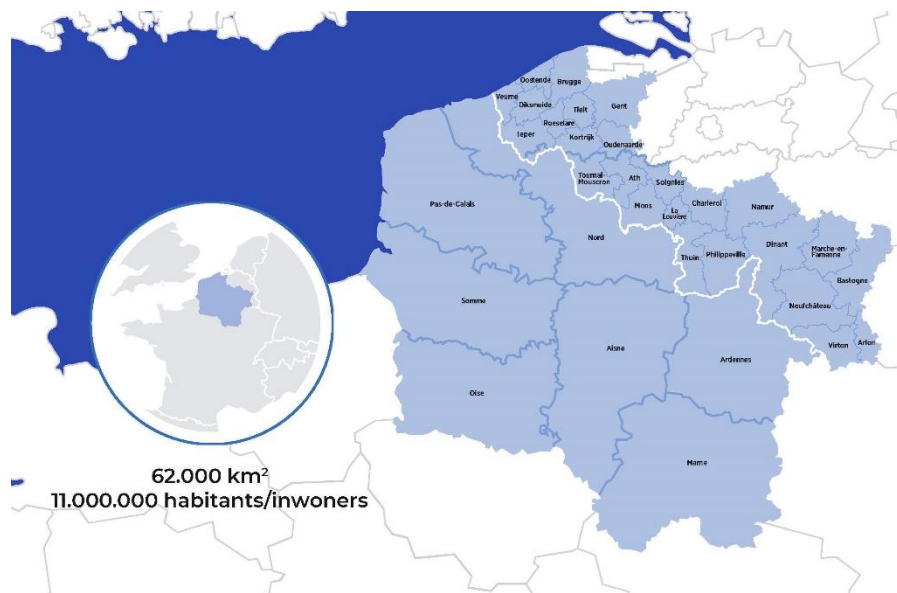 Oostende
Brugge
Veurne
Diksmuide
Tielt
Gent
Roeselare
Ieper
Kortrijk
Oudenaarde
Tournai-
Mouscron
Ath
Soignies
Mons
La
Louvière
Charleroi
Namur
Pas-de-Calais
Nord
Thuin
Philippeville
Dinant
Marche-en-
Famenne
Bastogne
Neufchâteau
Somme
Virton
Arlon
Aisne
Ardennes
Oise
Marne
62.000 km²
11.000.000 habitants/inwoners